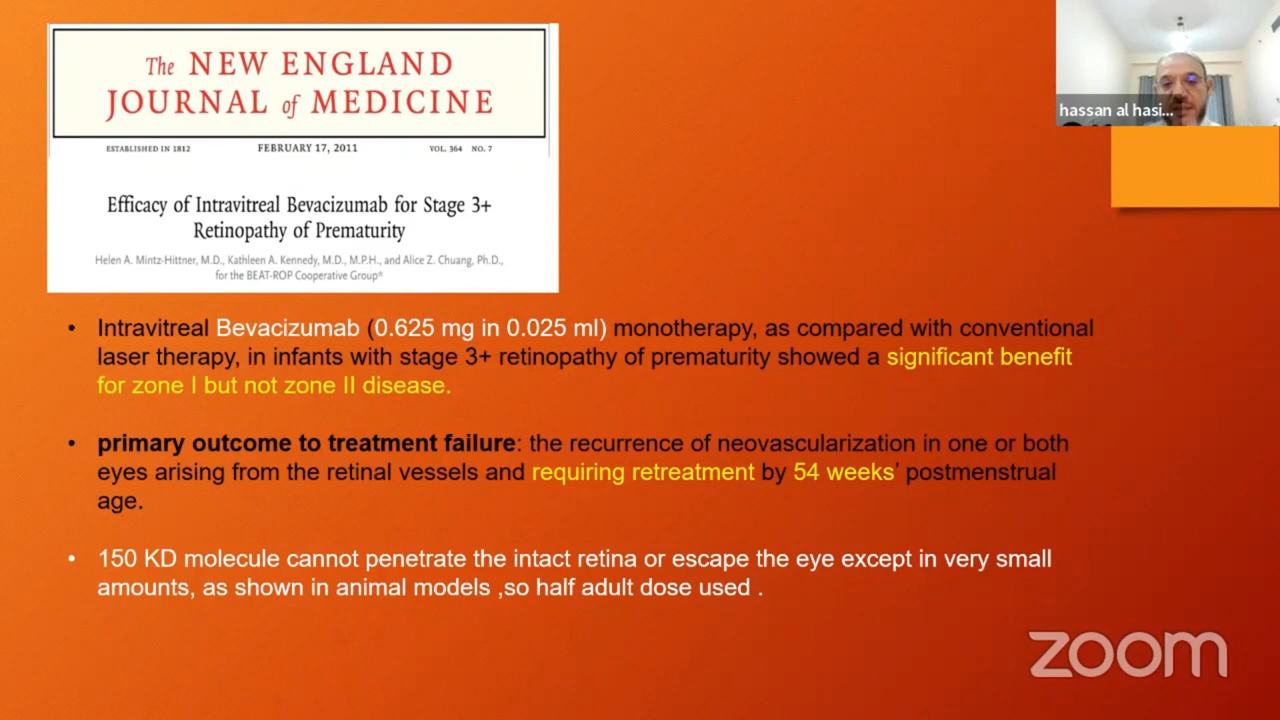 The NEW ENGLAND
JOURNAL of MEDICINE
ESTABLISHED IN 1812 FEBRUARY 17, 2011 VOL. 364 NO. 7
Efficacy of Intravitreal Bevacizumab for Stage 3+
Retinopathy of Prematurity
Helen A. Mintz-Hittner, M.D., Kathleen A. Kennedy, M.D., M.P.H., and Alice Z. Chuang, Ph.D.,
for the BEAT-ROP Cooperative Group*
hassan al hasi...
• Intravitreal Bevacizumab (0.625 mg in 0.025 ml) monotherapy, as compared with conventional
laser therapy, in infants with stage 3+ retinopathy of prematurity showed a significant benefit
for zone I but not zone II disease.
• primary outcome to treatment failure: the recurrence of neovascularization in one or both
eyes arising from the retinal vessels and requiring retreatment by 54 weeks’ postmenstrual
age.
• 150 KD molecule cannot penetrate the intact retina or escape the eye except in very small
amounts, as shown in animal models ,so half adult dose used .
zoom